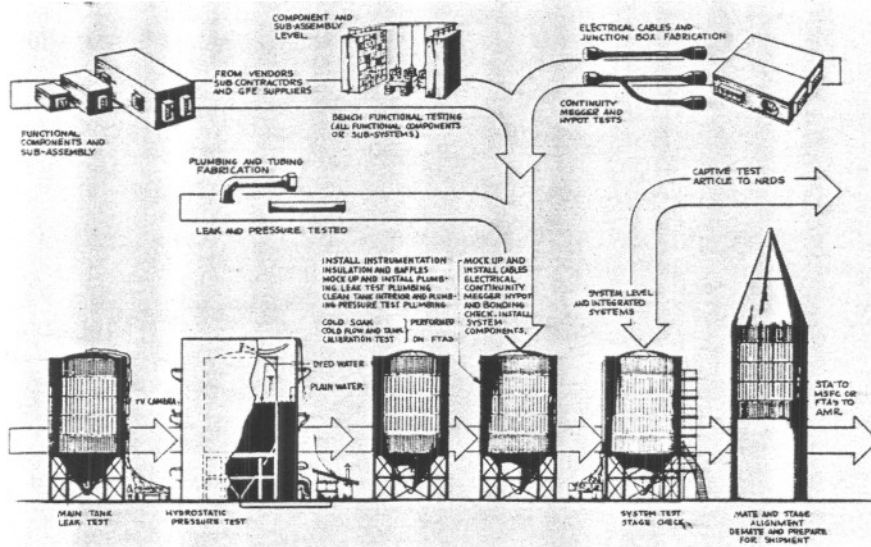 COMPONENT AND
SUB-ASSEMBLY
LEVEL
ELECTRICAL CABLES AND
JUNCTION BOX FABRICATION
FROM VENDORS
SUB CONTRACTORS
AND GFE SUPPLIERS
BENCH FUNCTIONAL TESTING
(ALL FUNCTIONAL COMPONENTS
OR SUB-SYSTEMS)
CONTINUITY
MEGGER AND
HYPOT TESTS
FUNCTIONAL
COMPONENTS AND
SUB-ASSEMBLY
PLUMBING AND TUBING
FABRICATION
CAPTIVE TEST
ARTICLE TO NRDS
LEAK AND PRESSURE TESTED
INSTALL INSTRUMENTATION
INSULATION AND BAFFLES
MOCK UP AND INSTALL PLUMB-
ING. LEAK TEST PLUMBING
CLEAN TANK INTERIOR AND PLUMB-
ING PRESSURE TEST PLUMBING
MOCK UP AND
INSTALL CABLES
ELECTRICAL
CONTINUITY
MEGGER HYPOT
AND BONDING
CHECK. INSTALL
SYSTEM
COMPONENTS.
SYSTEM LEVEL
AND INTEGRATED
SYSTEMS
COLD SOAK
COLD FLOW AND TANK
CALIBRATION TEST
PERFORMED
ON FTAS
DYED WATER
PLAIN WATER
TV CAMERA
STA TO
MSFC OR
FTAS TO
AMR.
MAIN TANK
LEAK TEST
HYDROSTATIC
PRESSURE TEST
SYSTEM TEST
STAGE CHECK
MATE AND STAGE
ALIGNMENT
DEMATE AND PREPARE
FOR SHIPMENT